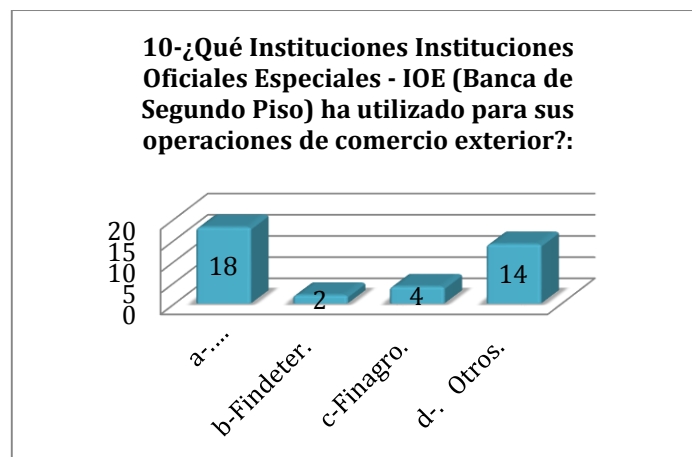 10-¿Qué Instituciones Instituciones
Oficiales Especiales - IOE (Banca de
Segundo Piso) ha utilizado para sus
operaciones de comercio exterior?:
20
15
10
5
0
18
2
4
14
a-....
b-Findeter.
c-Finagro.
d-. Otros.